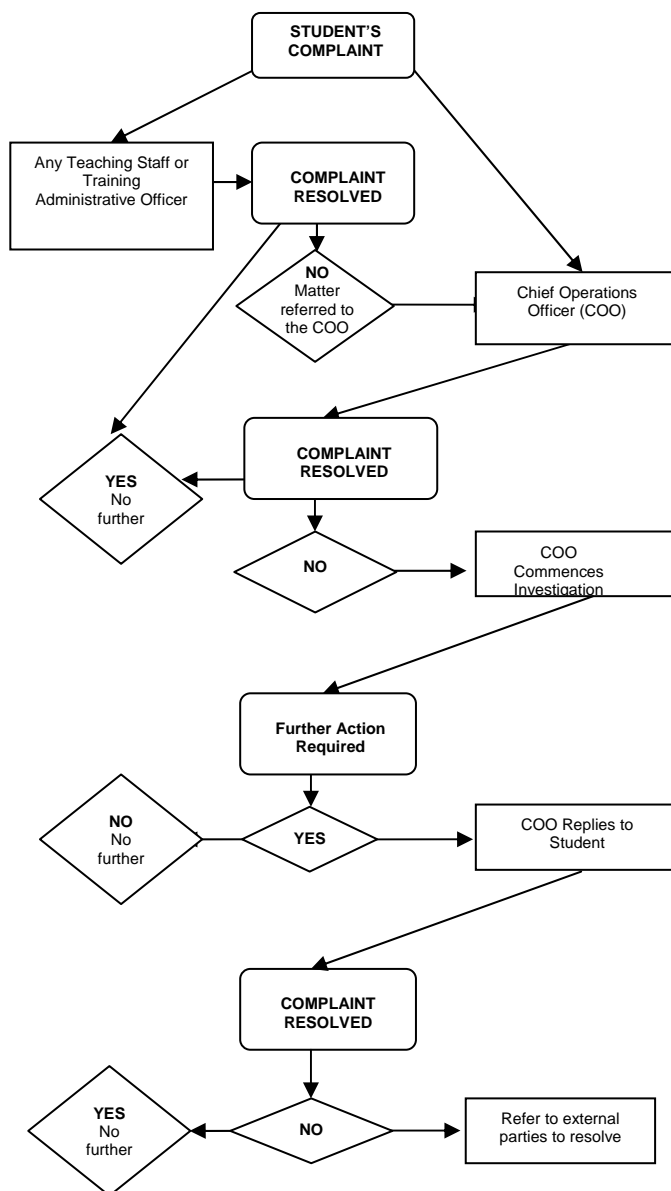 STUDENT'S
COMPLAINT
Any Teaching Staff or
Training
Administrative Officer
COMPLAINT
RESOLVED
NO
Matter
referred to
the COO
Chief Operations
Officer (COO)
COMPLAINT
RESOLVED
YES
No
further
NO
COO
Commences
Investigation
Further Action
Required
NO
No
further
YES
COO Replies to
Student
COMPLAINT
RESOLVED
YES
No
further
NO
Refer to external
parties to resolve